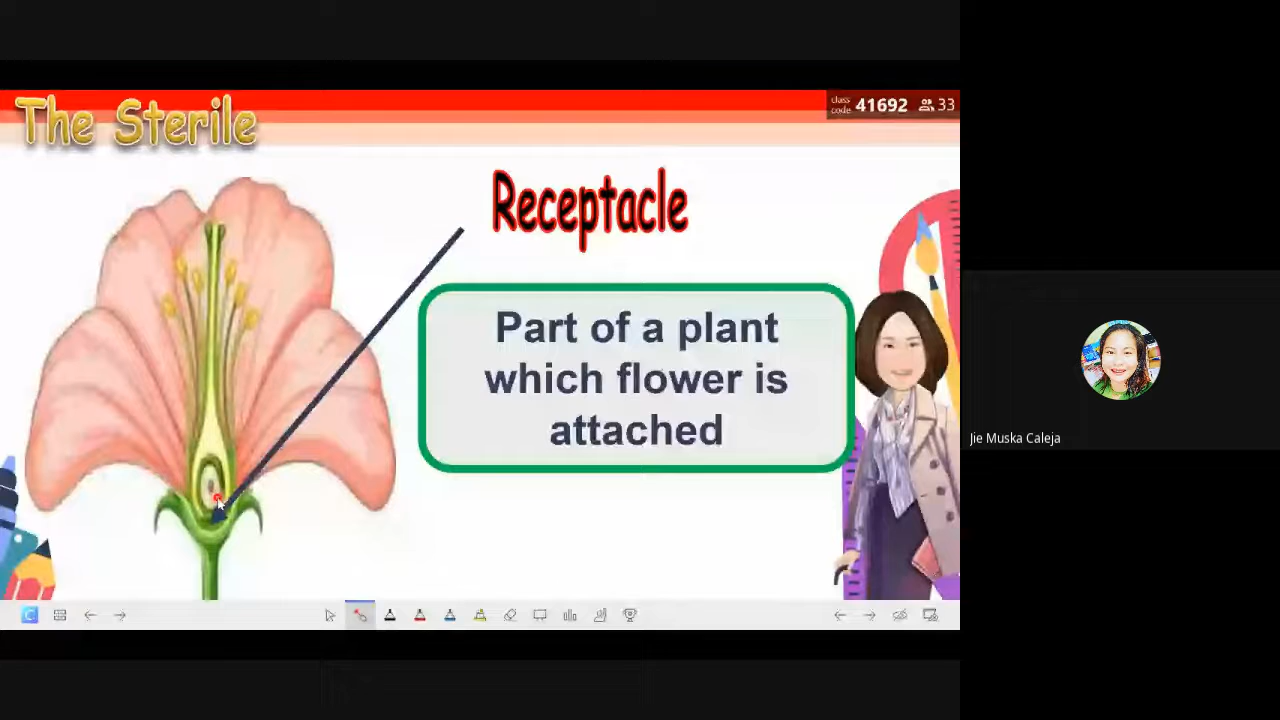 The Sterile
class code 41692 33
Receptacle
Part of a plant
which flower is
attached
Jie Muska Caleja